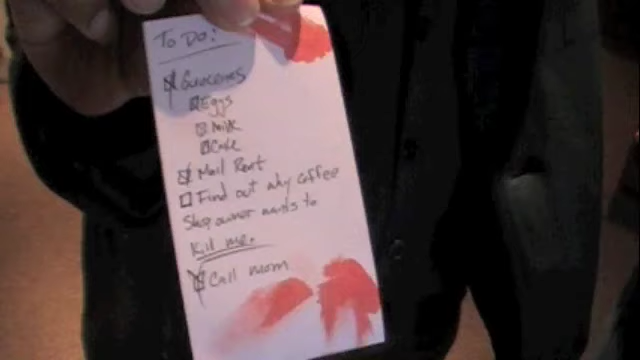 To Do:
Groceries
Eggs
Milk
Cake
Mail Rent
Find out why coffee
Shop owner wants to
Kill me.
Call mom